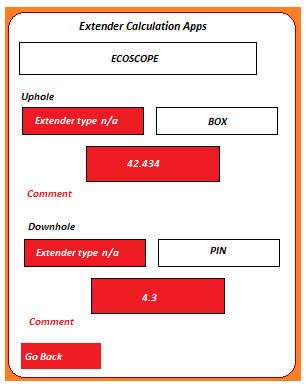 Extender Calculation Apps
ECOSCOPE
Uphole
Extender type n/a
BOX
42.434
Comment
Downhole
Extender type n/a
PIN
4.3
Comment
Go Back